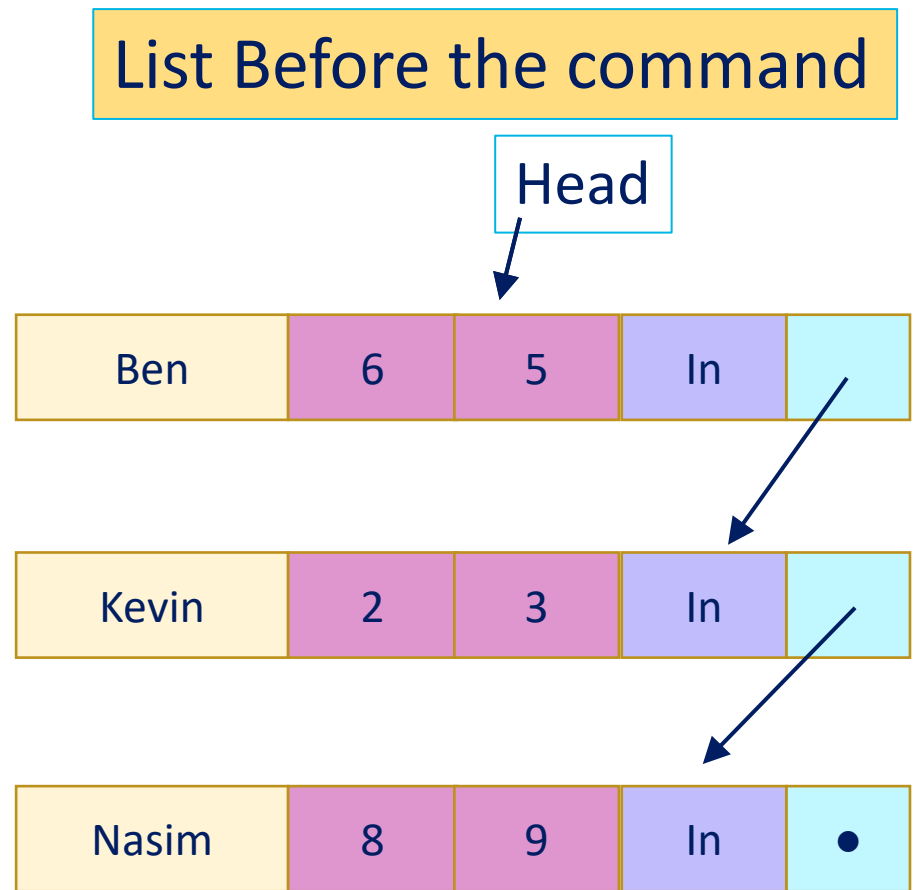 List Before the command
Head
Ben 6 5 In
Kevin 2 3 In
Nasim 8 9 In